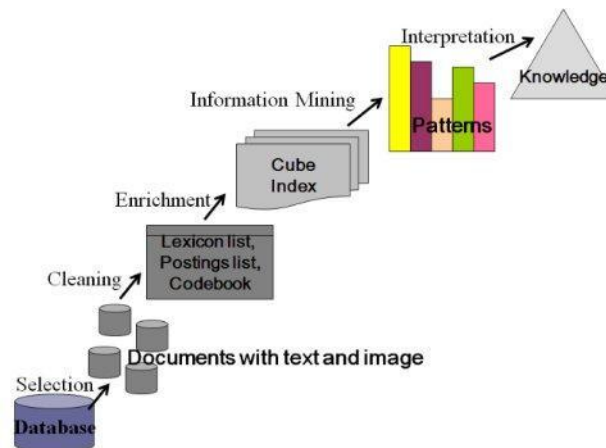 Interpretation
Knowledge
Information Mining
Patterns
Cube
Index
Enrichment
Lexicon list,
Postings list,
Codebook
Cleaning
Documents with text and image
Selection
Database